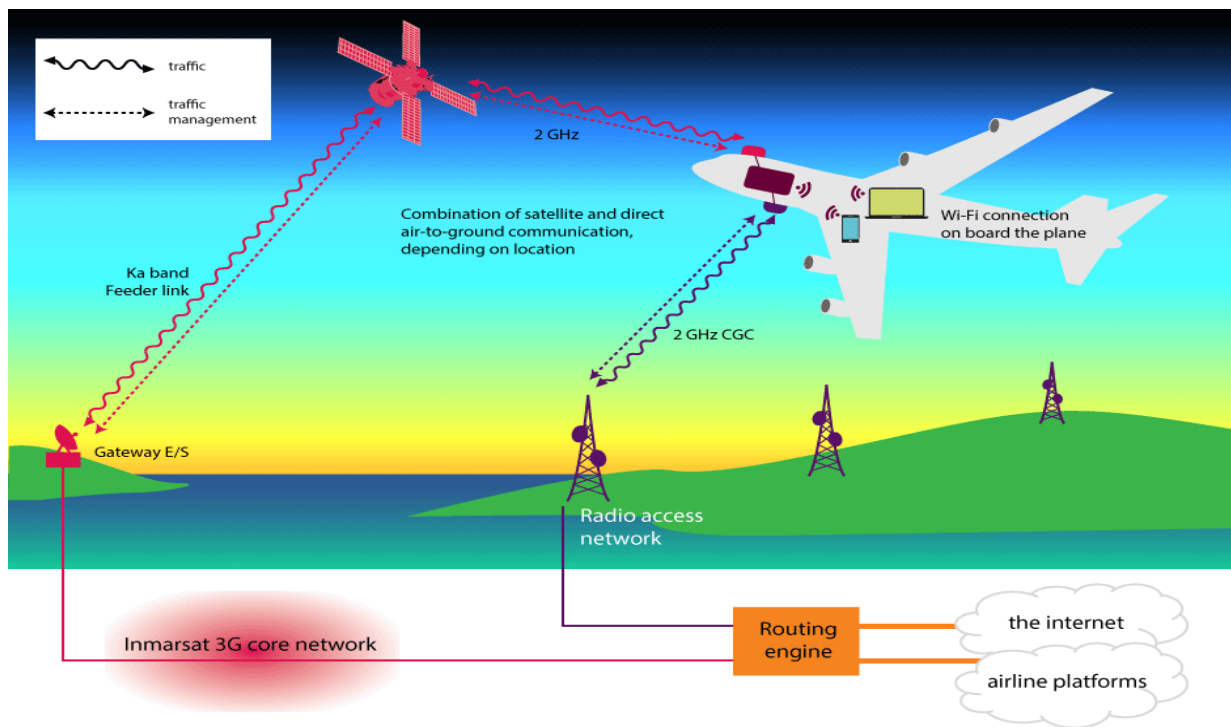 traffic
traffic
management
2 GHz
Combination of satellite and direct
air-to-ground communication,
depending on location
Wi-Fi connection
on board the plane
Ka band
Feeder link
2 GHz CGC
Gateway E/S
Radio access
network
Inmarsat 3G core network
Routing
engine
the internet
airline platforms